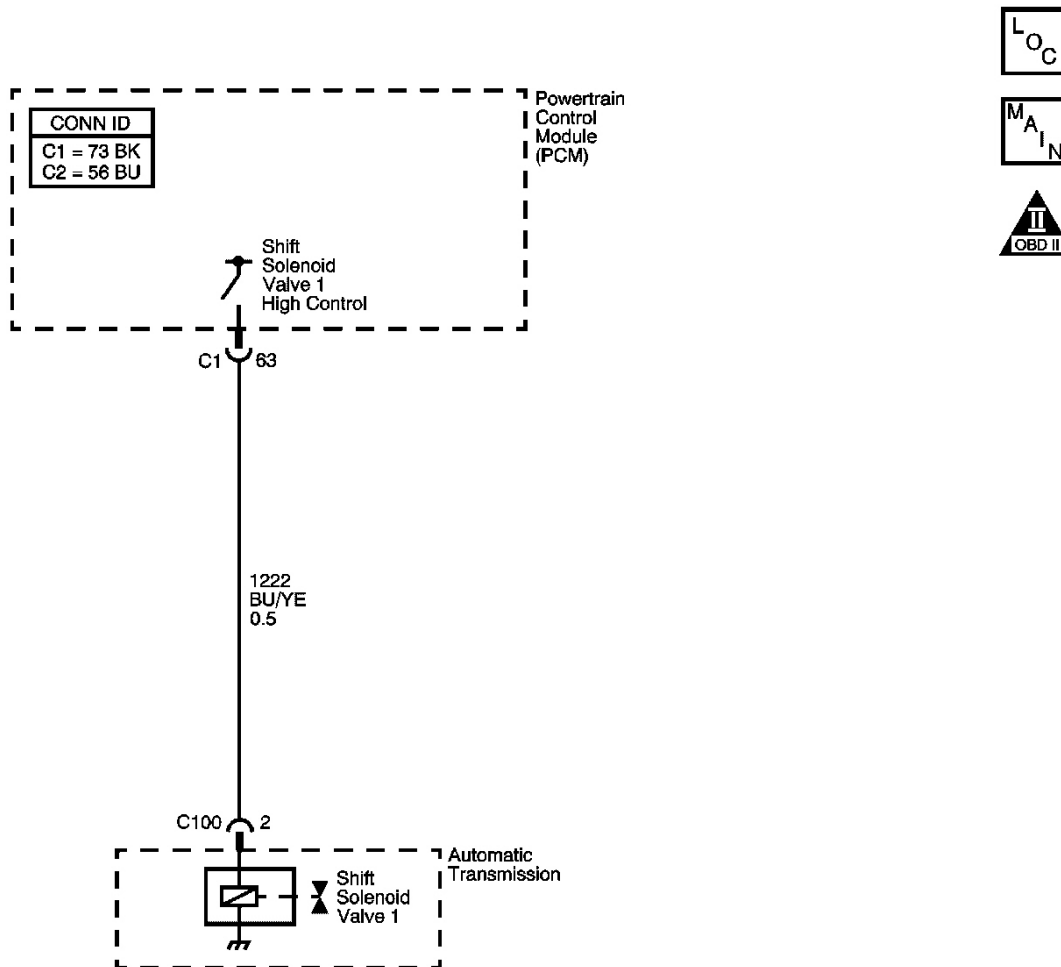 LOC
MAIN
II
OBD II
Powertrain
Control
Module
(PCM)
CONN ID
C1 = 73 BK
C2 = 56 BU
Shift
Solenoid
Valve 1
High Control
C1 63
1222
BU/YE
0.5
C100 2
Automatic
Transmission
Shift
Solenoid
Valve 1